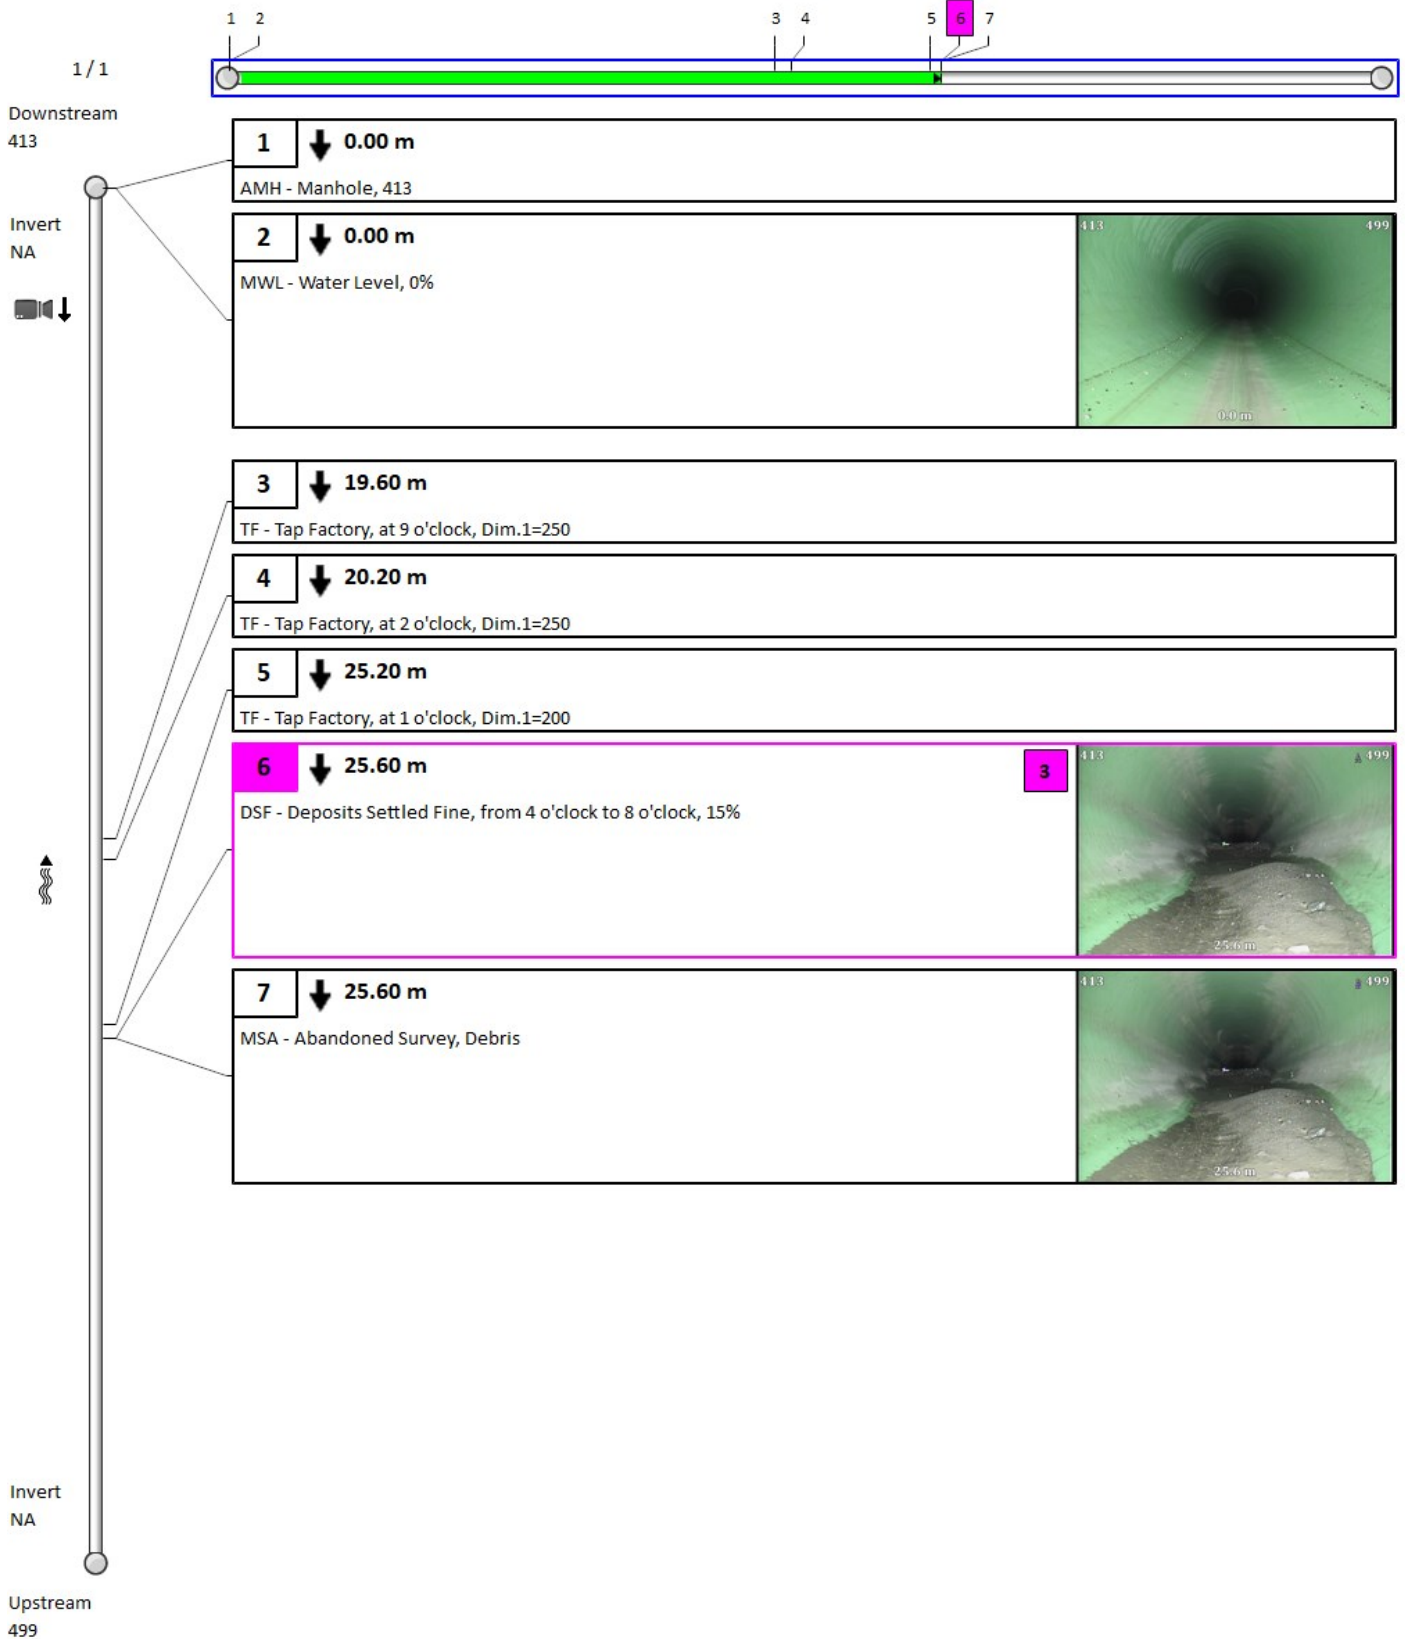 1 2 3 4 5 6 7
1 / 1
Downstream
413
1 0.00 m
AMH - Manhole, 413
Invert
NA
2 0.00 m
MWL - Water Level, 0%
413 499
0.0 m
3 19.60 m
TF - Tap Factory, at 9 o'clock, Dim.1=250
4 20.20 m
TF - Tap Factory, at 2 o'clock, Dim.1=250
5 25.20 m
TF - Tap Factory, at 1 o'clock, Dim.1=200
6 25.60 m 3
DSF - Deposits Settled Fine, from 4 o'clock to 8 o'clock, 15%
413 499
25.6 m
7 25.60 m
MSA - Abandoned Survey, Debris
413 499
25.6 m
Invert
NA
Upstream
499